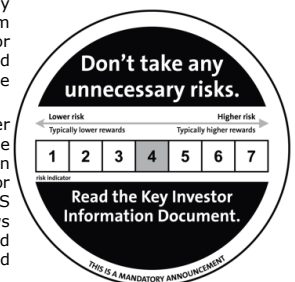 Don't take any
unnecessary risks.
Lower risk Higher risk
Typically lower rewards Typically higher rewards
1 2 3 4 5 6 7
risk indicator
Read the Key Investor
Information Document.
THIS IS A MANDATORY ANNOUNCEMENT